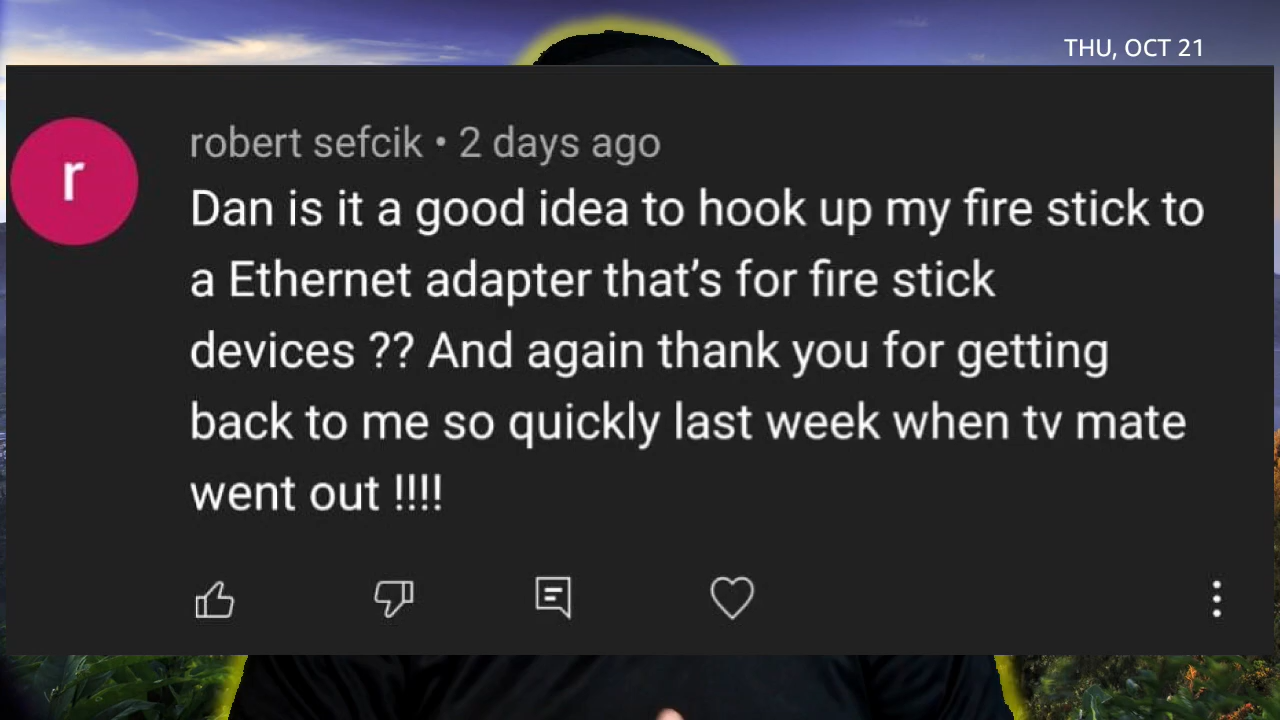 THU, OCT 21
r
robert sefcik • 2 days ago
Dan is it a good idea to hook up my fire stick to
a Ethernet adapter that's for fire stick
devices ?? And again thank you for getting
back to me so quickly last week when tv mate
went out !!!!